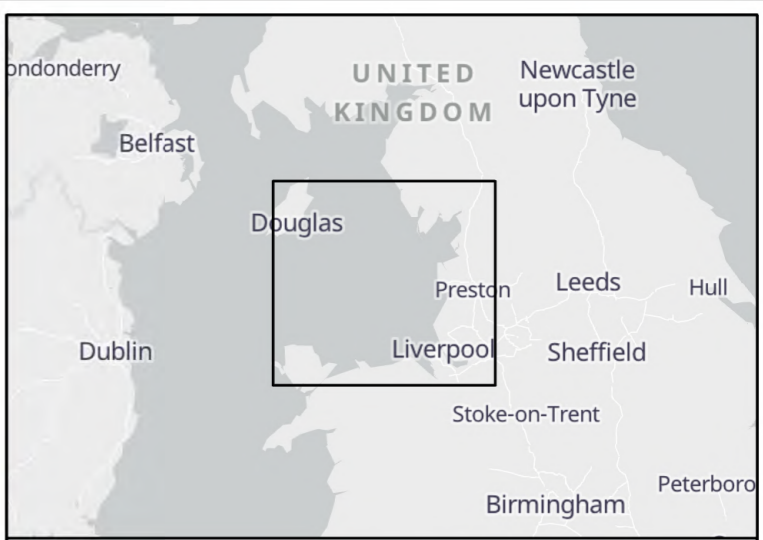 ondonderry
UNITED
KINGDOM
Newcastle
upon Tyne
Belfast
Douglas
Preston
Leeds
Hull
Dublin
Liverpool
Sheffield
Stoke-on-Trent
Peterboro
Birmingham